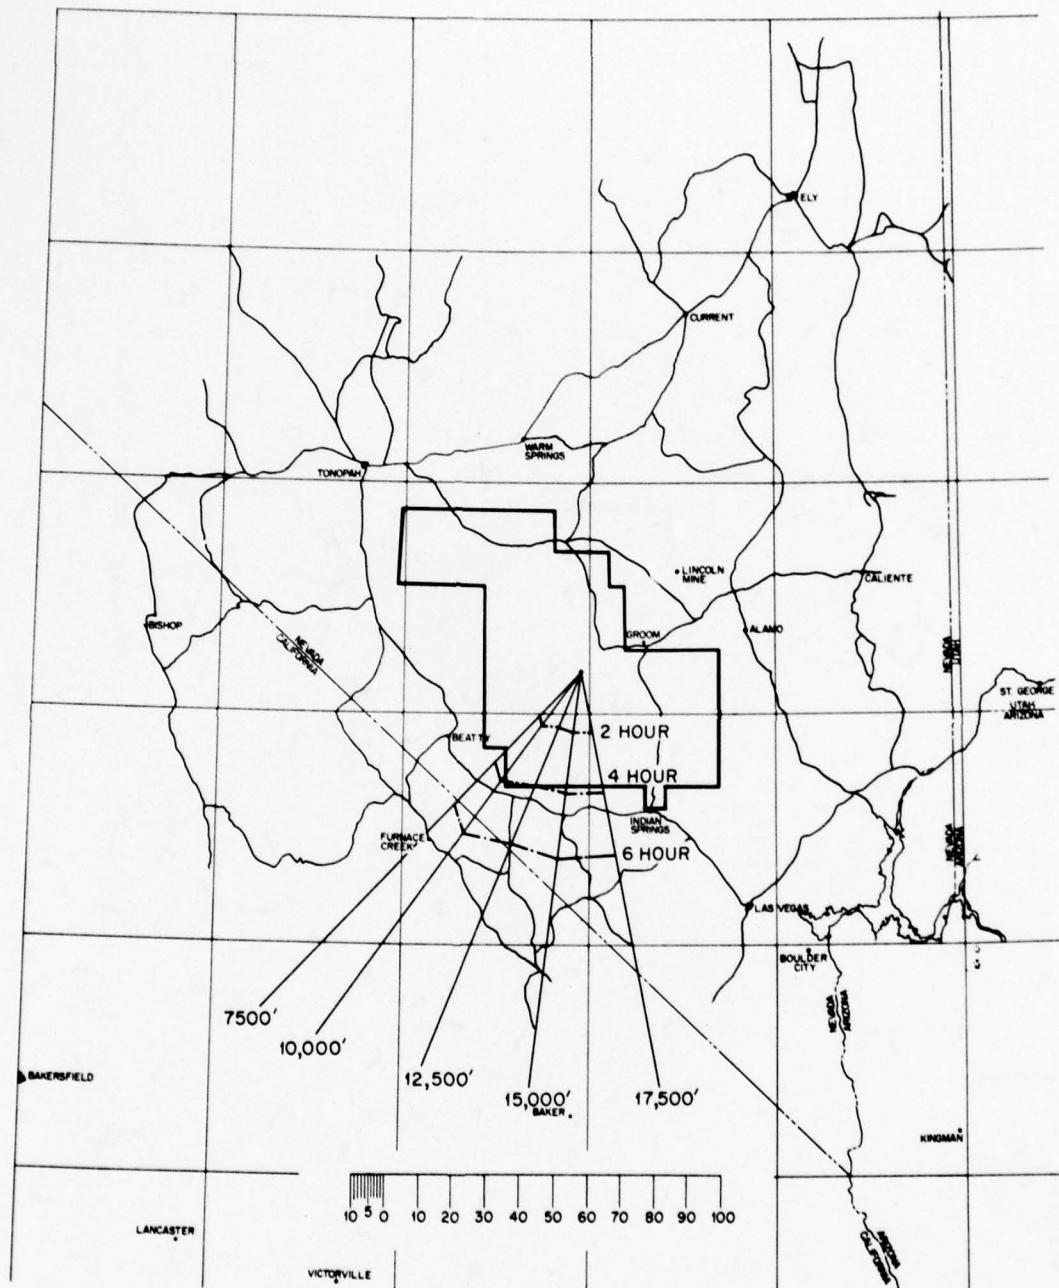 ELY
CURRENT
WARM
SPRINGS
TONOPAH
LINCOLN
MINE
CALIENTE
BISHOP
NEVADA
CALIFORNIA
GROOM
ALAMO
NEVADA
UTAH
ST. GEORGE
UTAH
ARIZONA
BEATTY
2 HOUR
4 HOUR
INDIAN
SPRINGS
FURNACE
CREEK
6 HOUR
NEVADA
ARIZONA
LAS VEGAS
BOULDER
CITY
NEVADA
ARIZONA
7500'
10,000'
12,500'
15,000'
17,500'
BAKER
BAKERSFIELD
KINGMAN
10 5 0 10 20 30 40 50 60 70 80 90 100
LANCASTER
ARIZONA
CALIFORNIA
VICTORVILLE